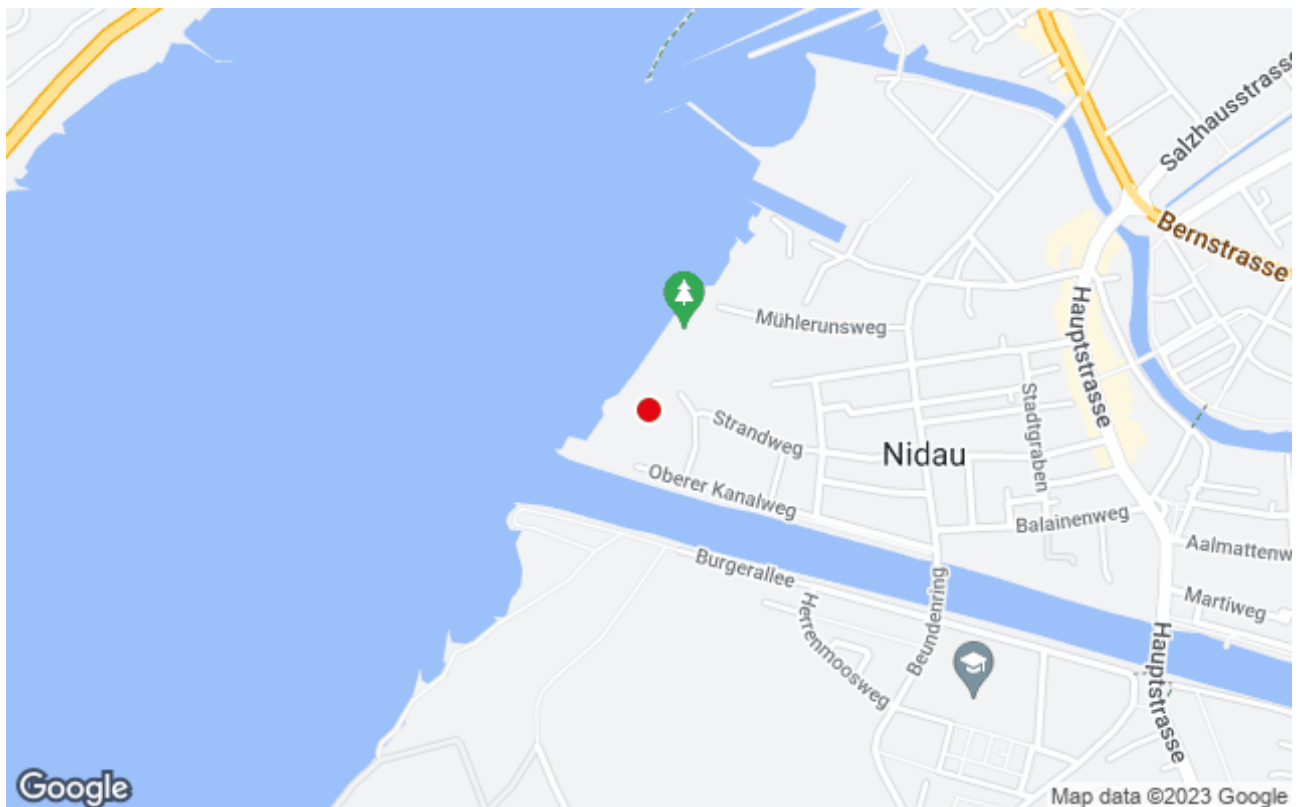 Salzhausstrasse
Bernstrasse
Mühlerunsweg
Hauptstrasse
Stadtgraben
Strandweg
Nidau
Oberer Kanalweg
Balainenweg
Aalmattenw
Burgerallee
Beundenring
Martiweg
Herrenmoosweg
Hauptstrasse
Google
Map data ©2023 Google